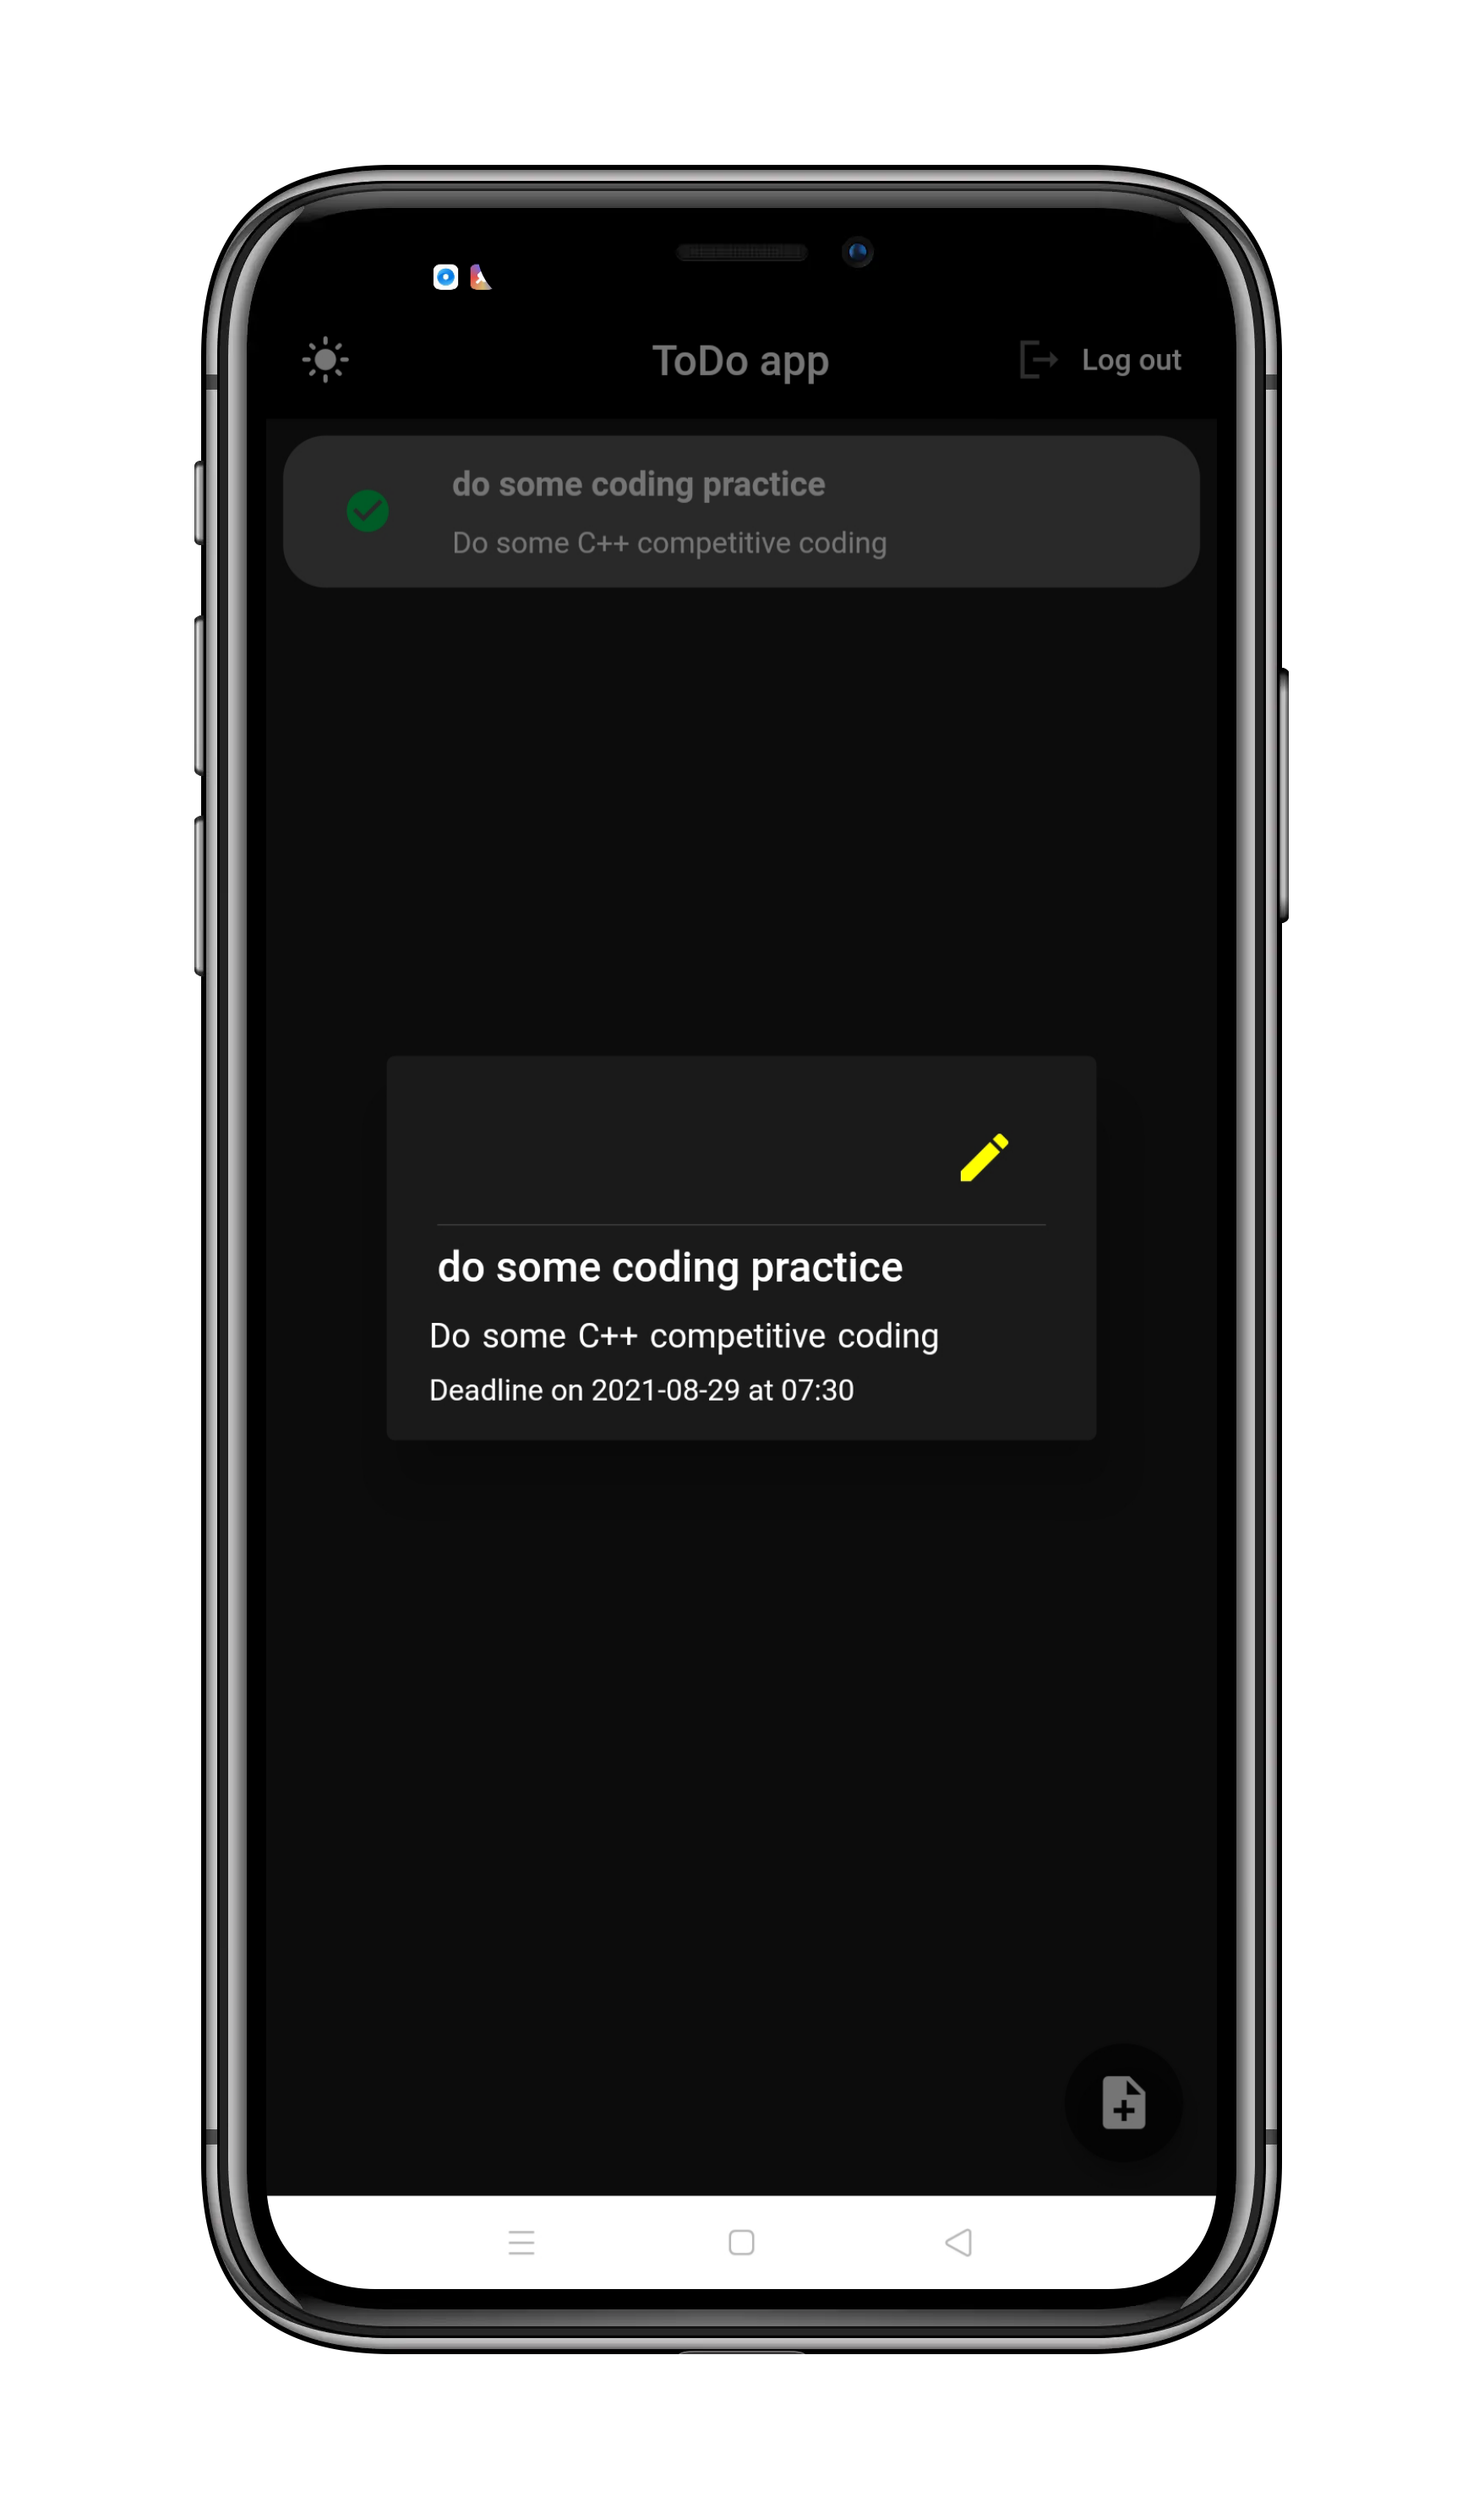 ToDo app
Log out
do some coding practice
Do some C++ competitive coding
do some coding practice
Do some C++ competitive coding
Deadline on 2021-08-29 at 07:30